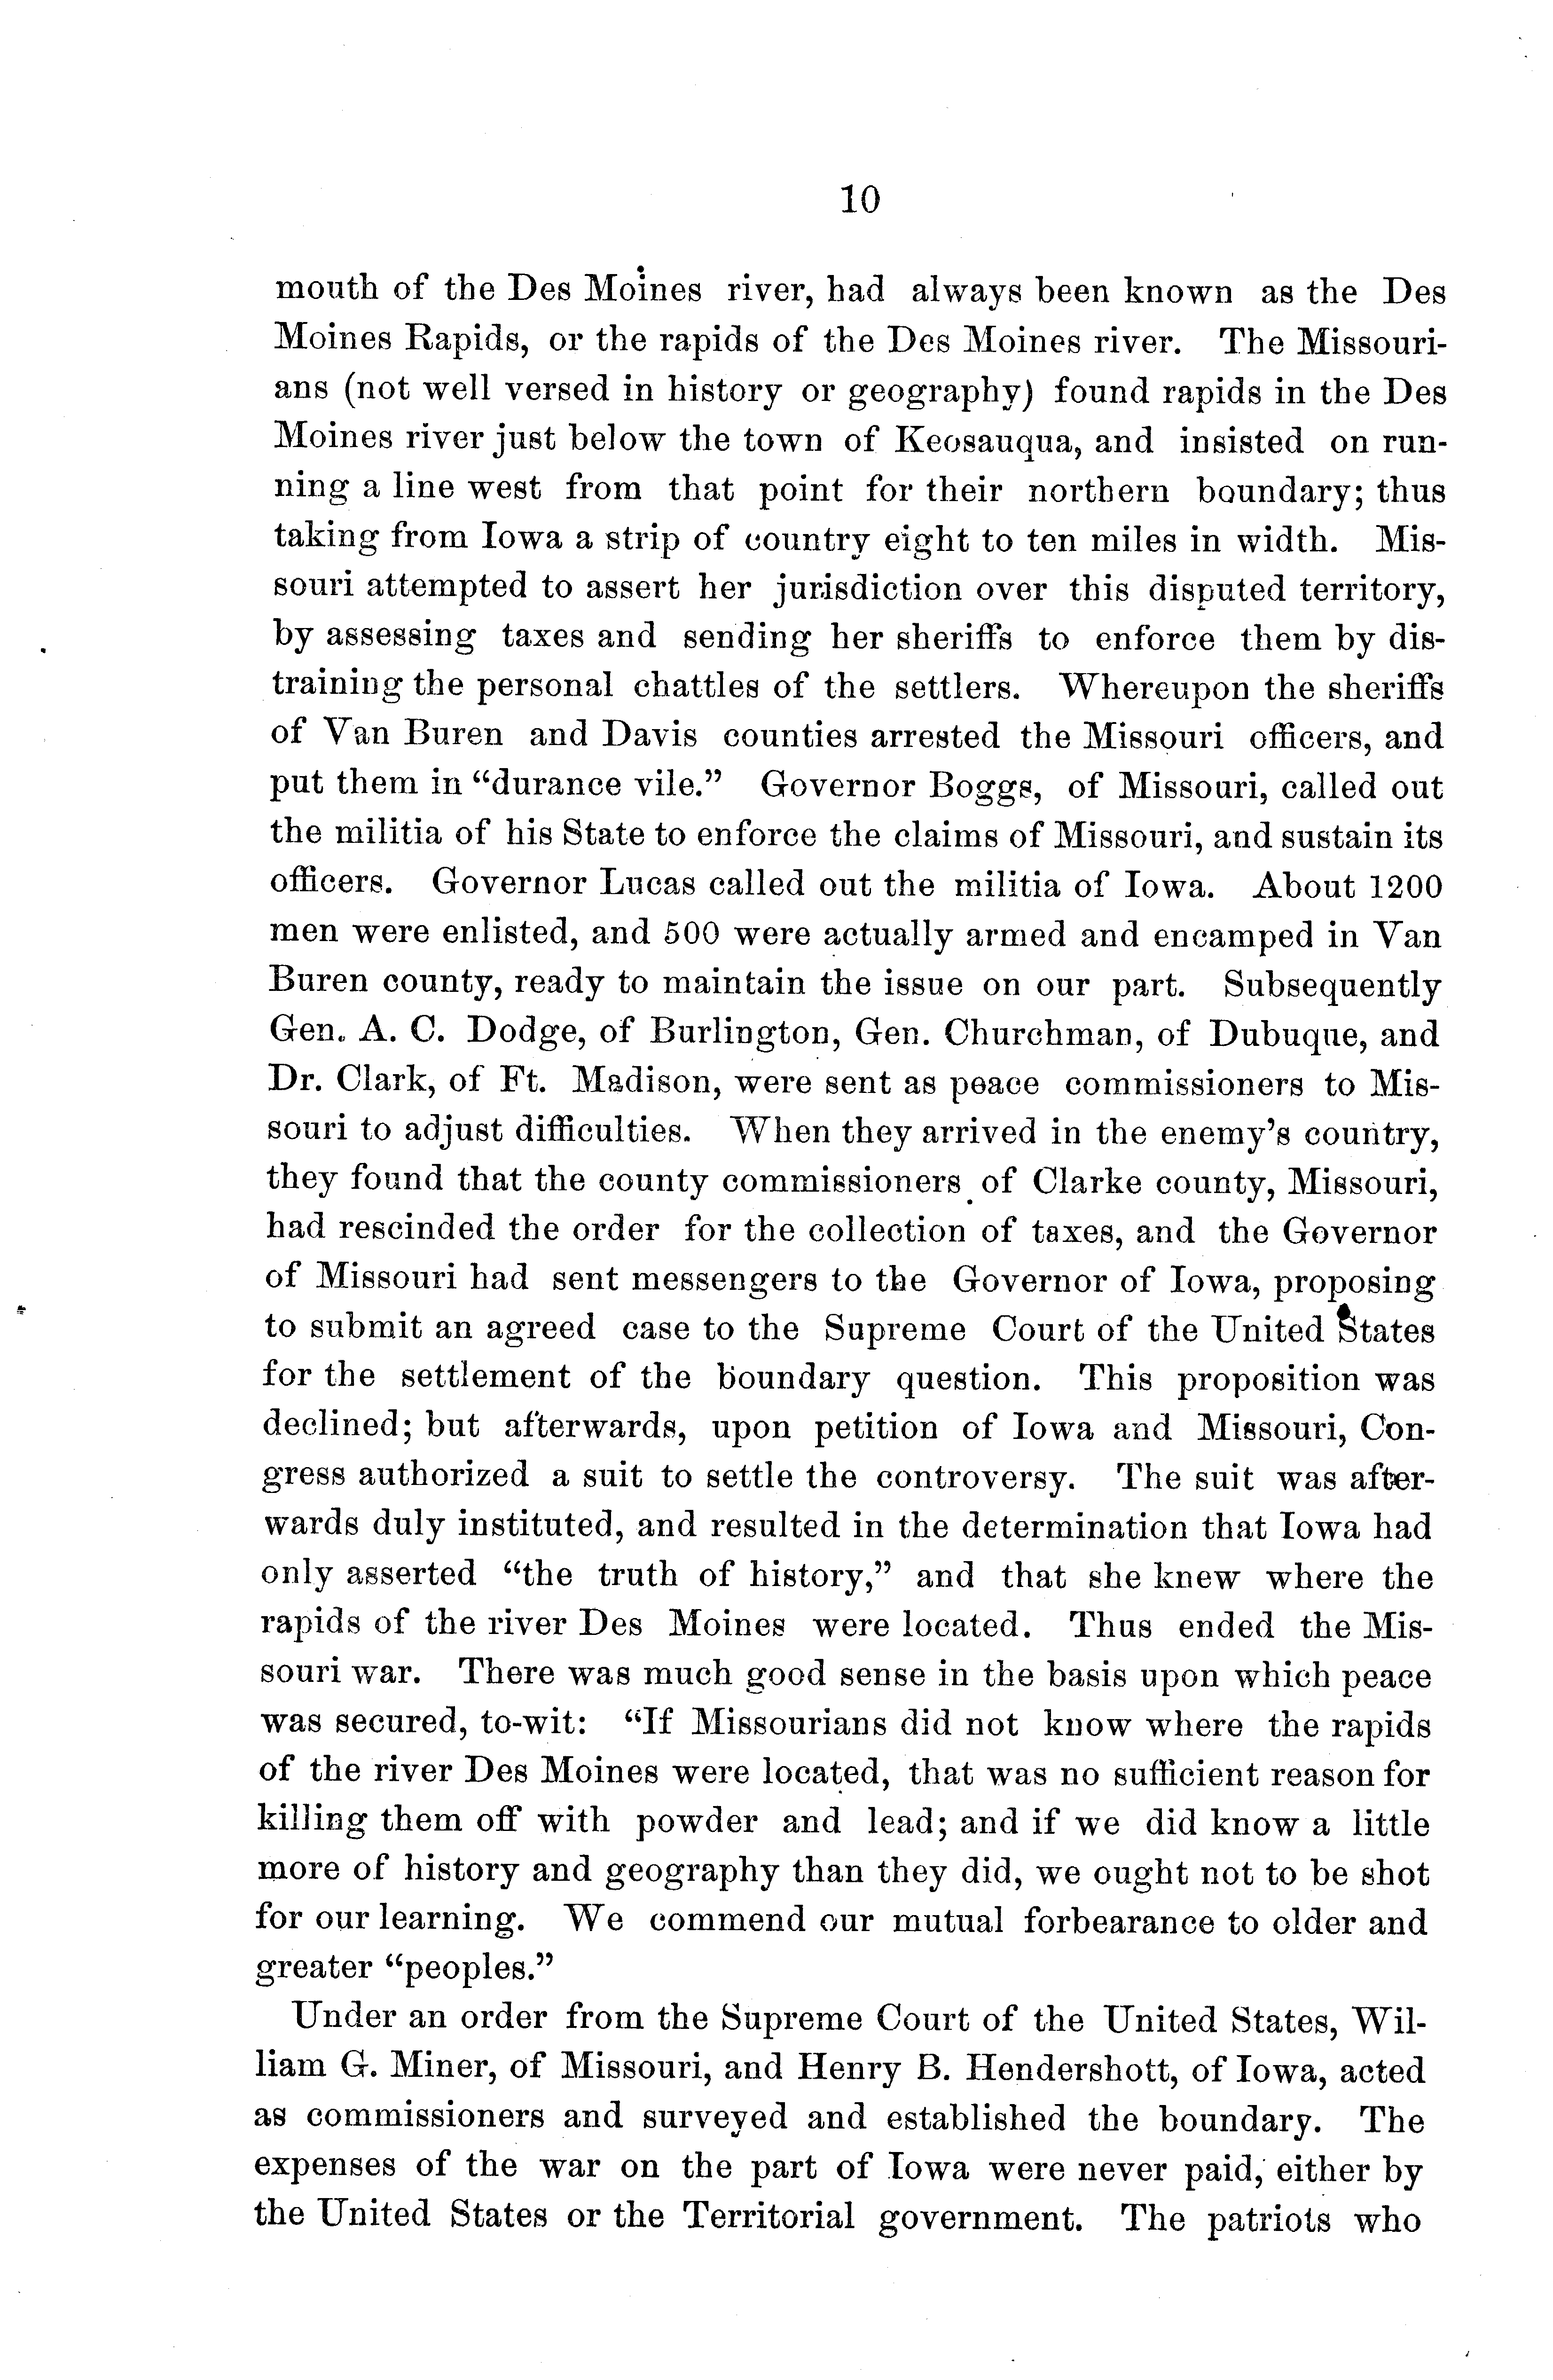 10
mouth of the Des Moines river, had always been known as the Des
Moines Rapids, or the rapids of the Des Moines river. The Missouri-
ans (not well versed in history or geography) found rapids in the Des
Moines river just below the town of Keosauqua, and insisted on run-
ning a line west from that point for their northern boundary; thus
taking from Iowa a strip of country eight to ten miles in width. Mis-
souri attempted to assert her jurisdiction over this disputed territory,
by assessing taxes and sending her sheriffs to enforce them by dis-
training the personal chattles of the settlers. Whereupon the sheriffs
of Van Buren and Davis counties arrested the Missouri officers, and
put them in "durance vile." Governor Boggs, of Missouri, called out
the militia of his State to enforce the claims of Missouri, and sustain its
officers. Governor Lucas called out the militia of Iowa. About 1200
men were enlisted, and 500 were actually armed and encamped in Van
Buren county, ready to maintain the issue on our part. Subsequently
Gen. A. C. Dodge, of Burlington, Gen. Churchman, of Dubuque, and
Dr. Clark, of Ft. Madison, were sent as peace commissioners to Mis-
souri to adjust difficulties. When they arrived in the enemy's country,
they found that the county commissioners of Clarke county, Missouri,
had rescinded the order for the collection of taxes, and the Governor
of Missouri had sent messengers to the Governor of Iowa, proposing
to submit an agreed case to the Supreme Court of the United States
for the settlement of the boundary question. This proposition was
declined; but afterwards, upon petition of Iowa and Missouri, Con-
gress authorized a suit to settle the controversy. The suit was after-
wards duly instituted, and resulted in the determination that Iowa had
only asserted "the truth of history," and that she knew where the
rapids of the river Des Moines were located. Thus ended the Mis-
souri war. There was much good sense in the basis upon which peace
was secured, to-wit: "If Missourians did not know where the rapids
of the river Des Moines were located, that was no sufficient reason for
killing them off with powder and lead; and if we did know a little
more of history and geography than they did, we ought not to be shot
for our learning. We commend our mutual forbearance to older and
greater "peoples."
Under an order from the Supreme Court of the United States, Wil-
liam G. Miner, of Missouri, and Henry B. Hendershott, of Iowa, acted
as commissioners and surveyed and established the boundary. The
expenses of the war on the part of Iowa were never paid, either by
the United States or the Territorial government. The patriots who